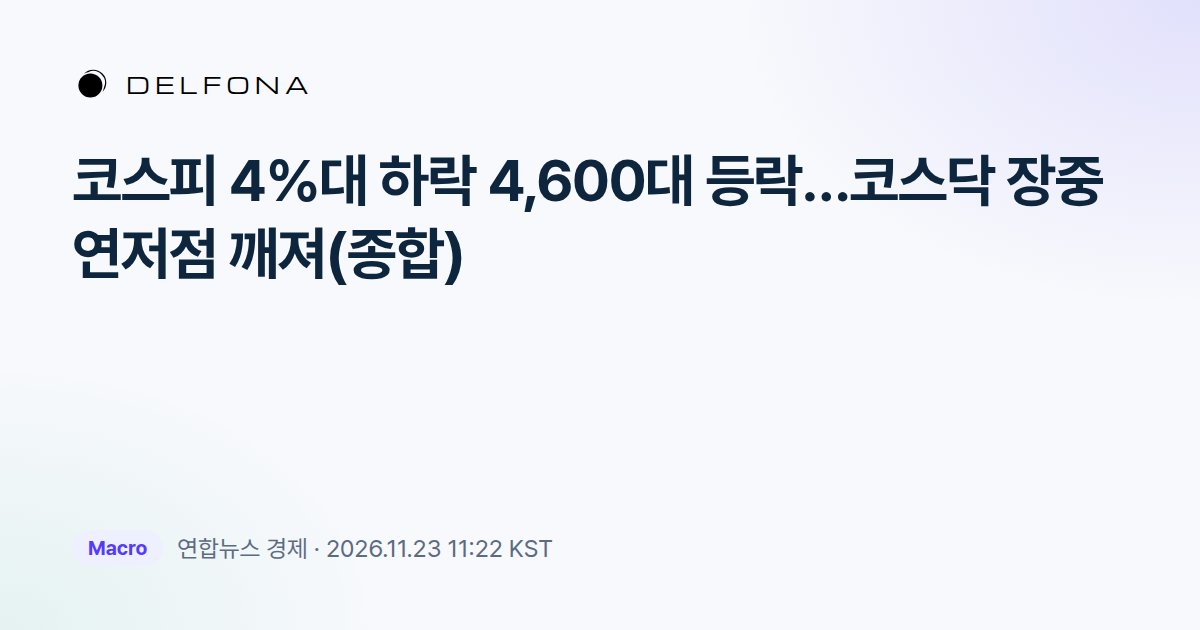 DELFONA
코스피 4%대 하락 4,600대 등락…코스닥 장중
연저점 깨져(종합)
Macro 연합뉴스 경제 · 2026.11.23 11:22 KST